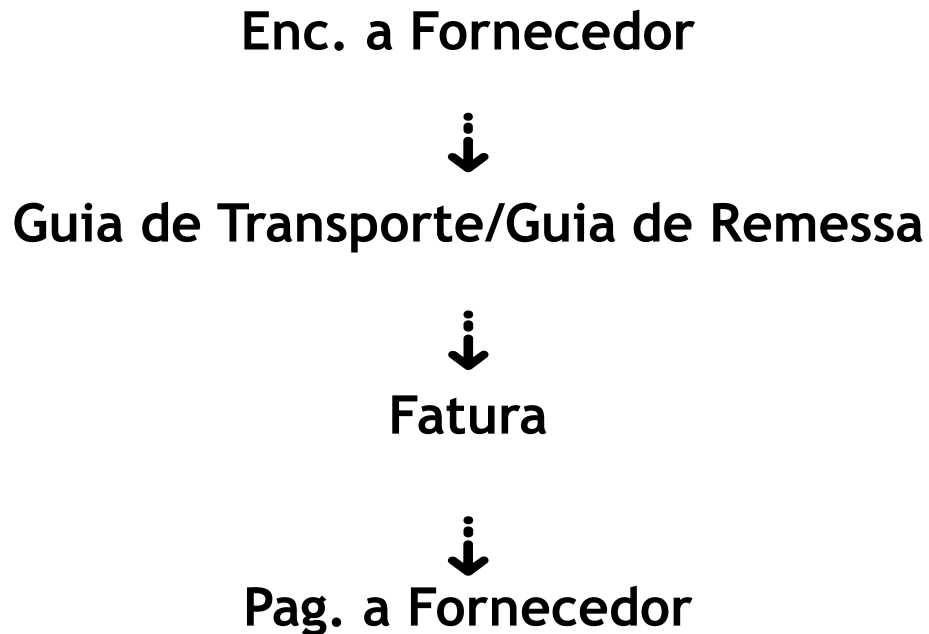 Enc. a Fornecedor
Guia de Transporte/Guia de Remessa
Fatura
Pag. a Fornecedor